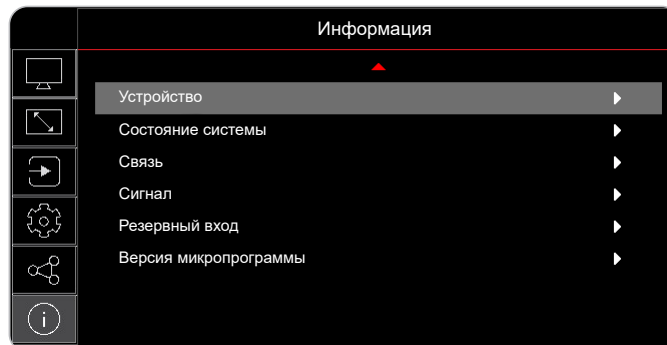 Информация
Устройство
Состояние системы
Связь
Сигнал
Резервный вход
Версия микропрограммы